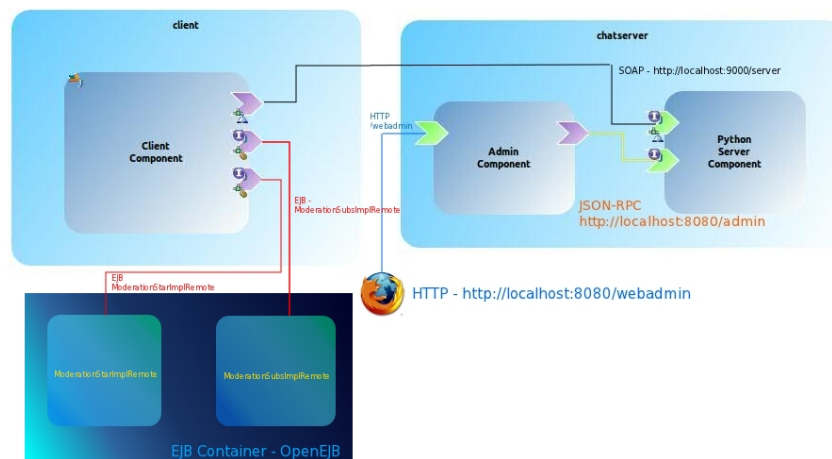 client
chatserver
SOAP - http://localhost:9000/server
HTTP
/webadmin
Client
Component
Admin
Component
Python
Server
Component
EJB -
ModerationSubsImplRemote
JSON-RPC
http://localhost:8080/admin
EJB
ModerationStarImplRemote
HTTP - http://localhost:8080/webadmin
ModerationStarImplRemote
ModerationSubsImplRemote
EJB Container - OpenEJB